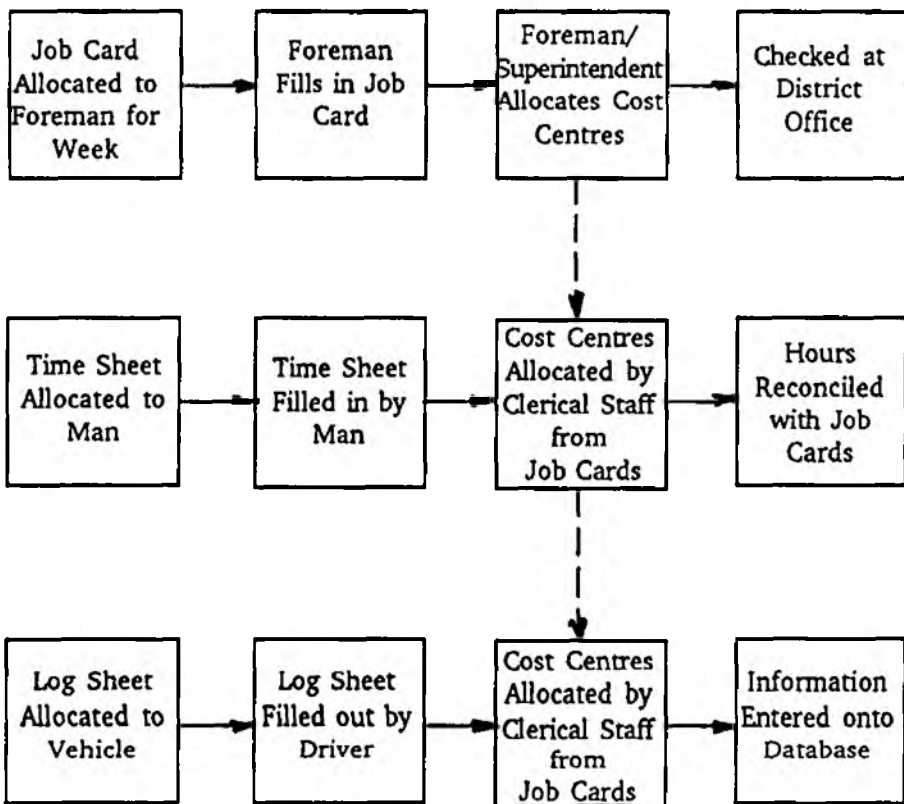 Job Card
Allocated to
Foreman for
Week
Foreman
Fills in Job
Card
Foreman/
Superintendent
Allocates Cost
Centres
Checked at
District
Office
Time Sheet
Allocated to
Man
Time Sheet
Filled in by
Man
Cost Centres
Allocated by
Clerical Staff
from
Job Cards
Hours
Reconciled
with Job
Cards
Log Sheet
Allocated to
Vehicle
Log Sheet
Filled out by
Driver
Cost Centres
Allocated by
Clerical Staff
from
Job Cards
Information
Entered onto
Database